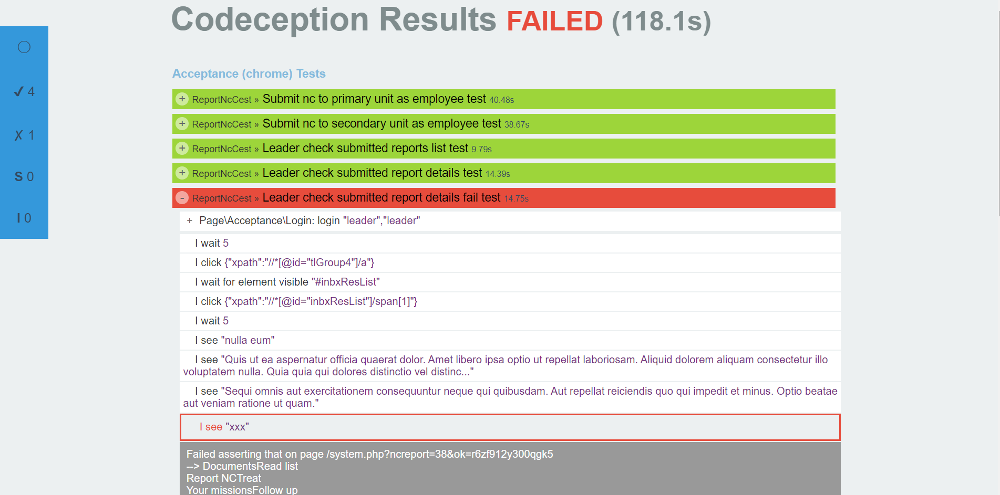 Codeception Results FAILED (118.1s)
✔ 4
✗ 1
S 0
I 0
Acceptance (chrome) Tests
+ ReportNcCest » Submit nc to primary unit as employee test 40.48s
+ ReportNcCest » Submit nc to secondary unit as employee test 38.67s
+ ReportNcCest » Leader check submitted reports list test 9.79s
+ ReportNcCest » Leader check submitted report details test 14.39s
- ReportNcCest » Leader check submitted report details fail test 14.75s
+ Page\Acceptance\Login: login "leader","leader"
I wait 5
I click {"xpath":"//*[@id="tlGroup4"]/a"}
I wait for element visible "#inbxResList"
I click {"xpath":"//*[@id="inbxResList"]/span[1]"}
I wait 5
I see "nulla eum"
I see "Quis ut ea aspernatur officia quaerat dolor. Amet libero ipsa optio ut repellat laboriosam. Aliquid dolorem aliquam consectetur illo
voluptatem nulla. Quia quia qui dolores distinctio vel distinc..."
I see "Sequi omnis aut exercitationem consequuntur neque qui quibusdam. Aut repellat reiciendis quo qui impedit et minus. Optio beatae
aut veniam ratione ut quam."
I see "xxx"
Failed asserting that on page /system.php?ncreport=38&ok=r6zf912y300qgk5
--> DocumentsRead list
Report NCTreat
Your missionsFollow up